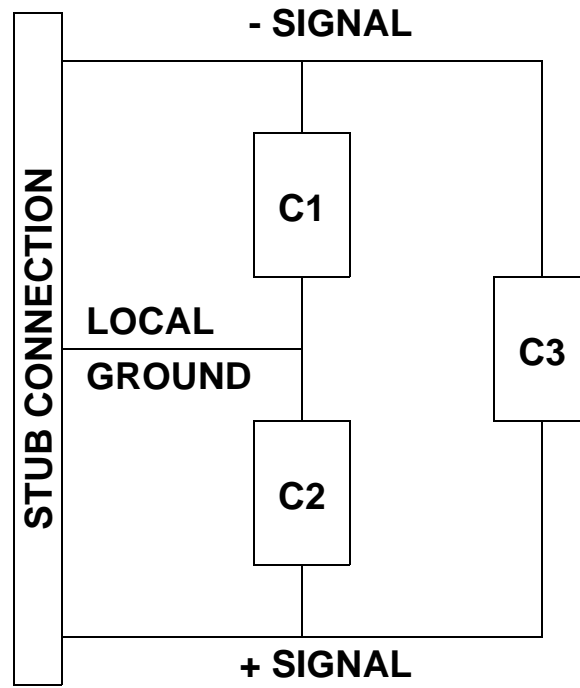 - SIGNAL
STUB CONNECTION
C1
LOCAL
GROUND
C3
C2
+ SIGNAL